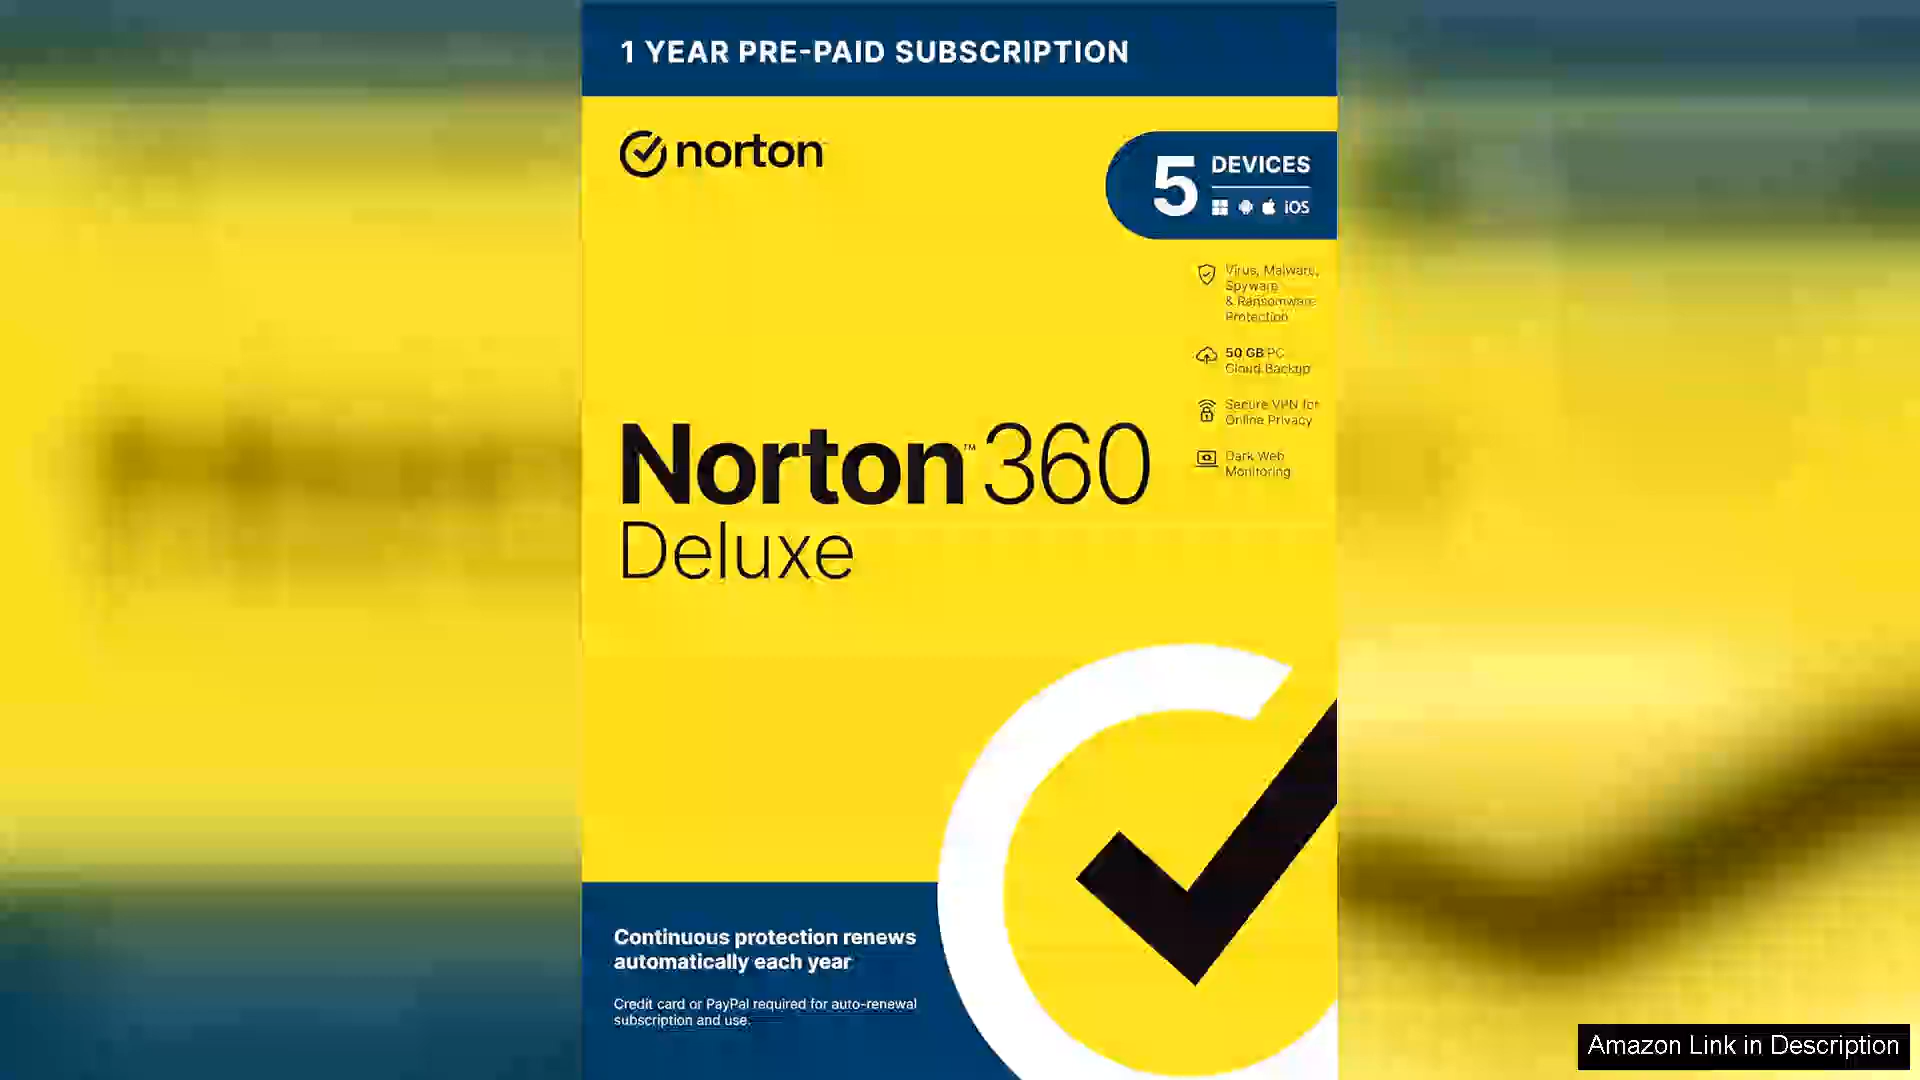 1 YEAR PRE-PAID SUBSCRIPTION
norton
5 DEVICES
iOS
Virus, Malware,
Spyware
& Ransomware
Protection
50 GB PC
Cloud Backup
Secure VPN for
Online Privacy
Dark Web
Monitoring
Norton™ 360
Deluxe
Continuous protection renews
automatically each year
Credit card or PayPal required for auto-renewal
subscription and use.
Amazon Link in Description